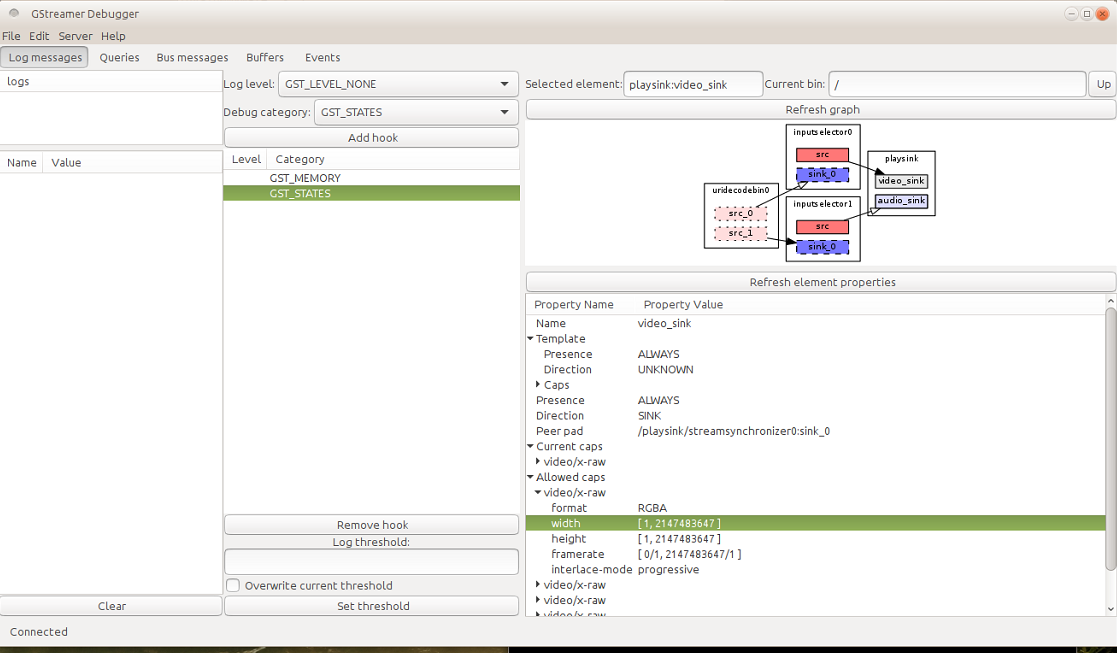 GStreamer Debugger
File Edit Server Help
Log messages Queries Bus messages Buffers Events
logs
Name Value
Clear
Log level: GST_LEVEL_NONE
Debug category: GST_STATES
Add hook
Level Category
GST_MEMORY
GST_STATES
Remove hook
Log threshold:
Overwrite current threshold
Set threshold
Selected element: playsink:video_sink Current bin: / Up
Refresh graph
uridecodebin0
src_0
src_1
inputselector0
src
sink_0
inputselector1
src
sink_0
playsink
video_sink
audio_sink
Refresh element properties
Property Name Property Value
Name video_sink
Template
Presence ALWAYS
Direction UNKNOWN
Caps
Presence ALWAYS
Direction SINK
Peer pad /playsink/streamsynchronizer0:sink_0
Current caps
video/x-raw
Allowed caps
video/x-raw
format RGBA
width [ 1, 2147483647 ]
height [ 1, 2147483647 ]
framerate [ 0/1, 2147483647/1 ]
interlace-mode progressive
video/x-raw
video/x-raw
video/x-raw
Connected